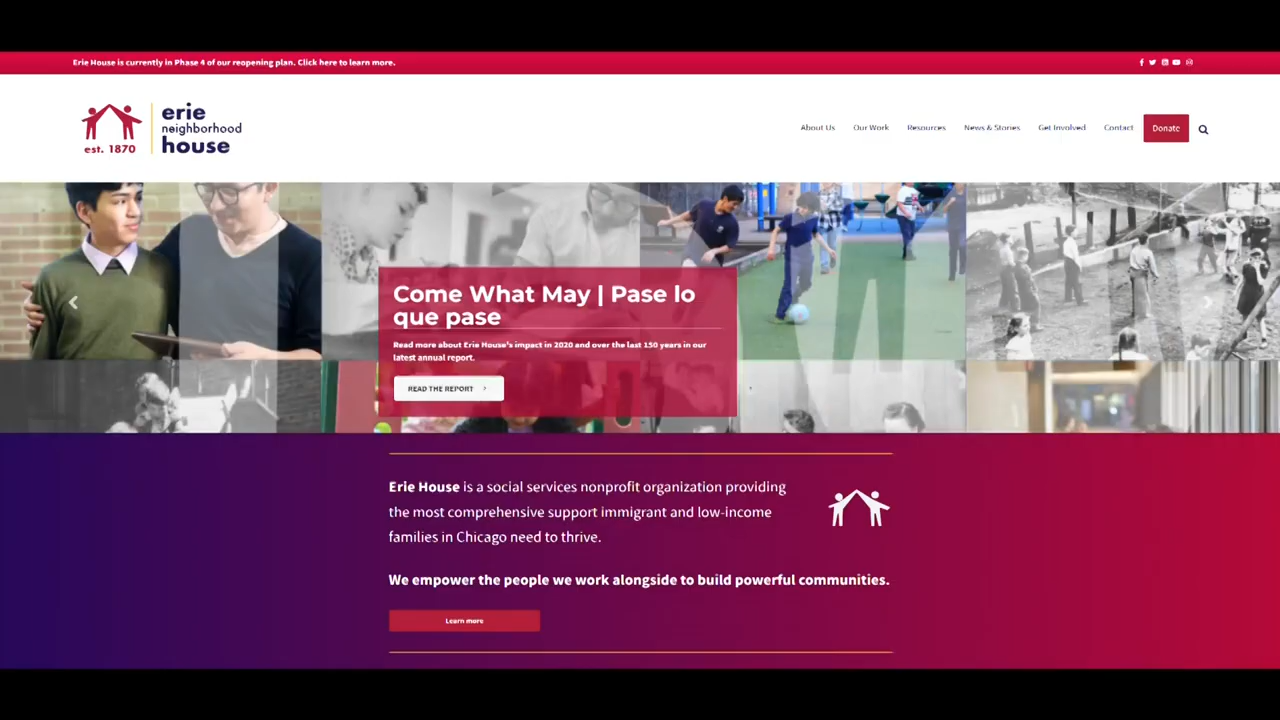 Erie House is currently in Phase 4 of our reopening plan. Click here to learn more.
erie
neighborhood
house
est. 1870
About Us Our Work Resources News & Stories Get Involved Contact Donate
Come What May | Pase lo
que pase
Read more about Erie House's impact in 2020 and over the last 150 years in our
latest annual report.
READ THE REPORT
Erie House is a social services nonprofit organization providing
the most comprehensive support immigrant and low-income
families in Chicago need to thrive.
We empower the people we work alongside to build powerful communities.
Learn more